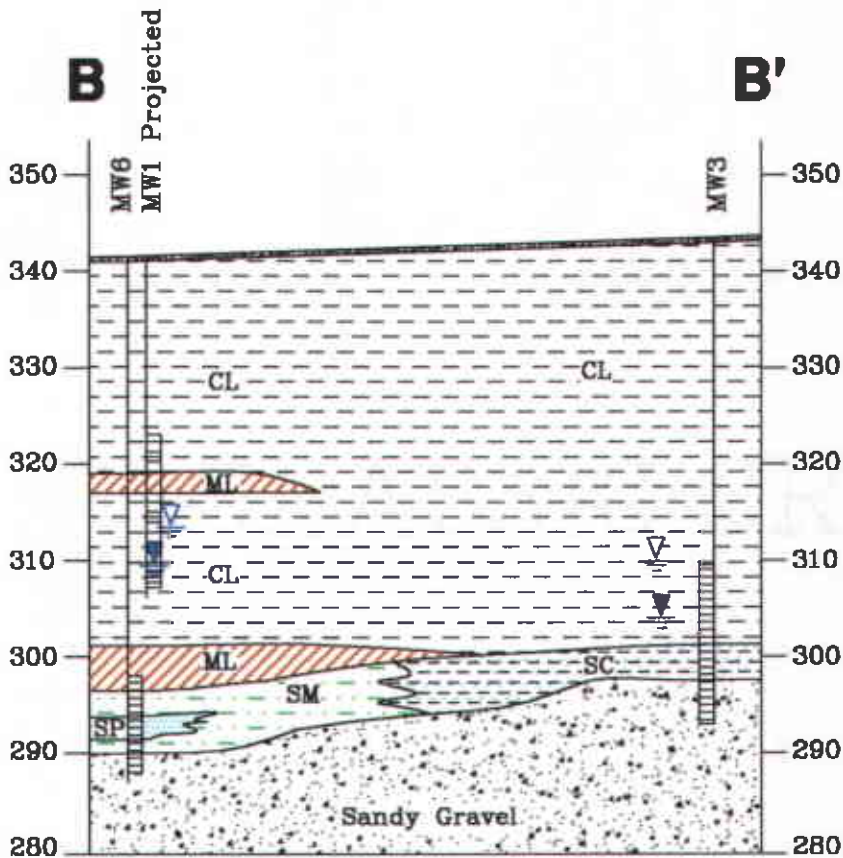 B
MW1 Projected
B'
MW6
MW3
350
350
340
340
330
CL
CL
330
320
ML
320
310
CL
310
300
ML
SC
300
SM
SP
290
290
Sandy Gravel
280
280